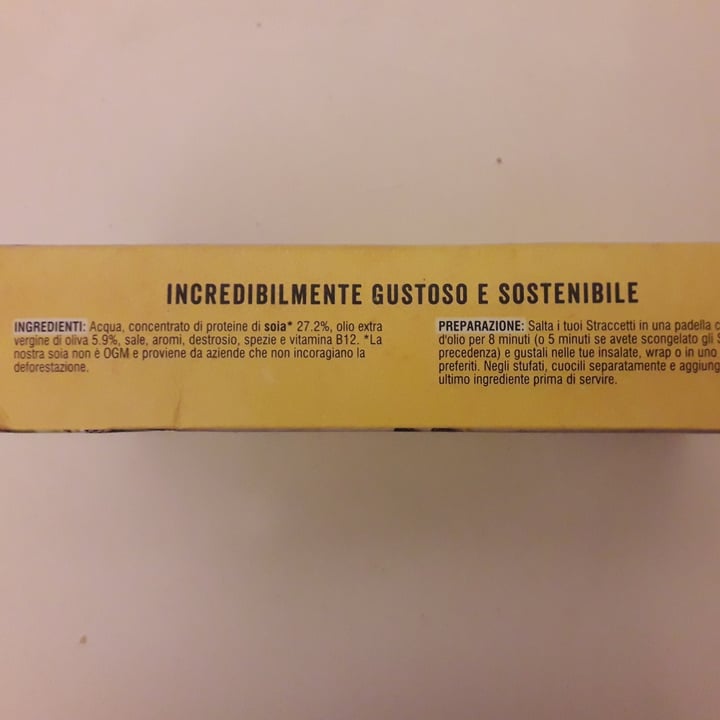 INCREDIBILMENTE GUSTOSO E SOSTENIBILE
INGREDIENTI: Acqua, concentrato di proteine di soia* 27.2%, olio extra
vergine di oliva 5.9%, sale, aromi, destrosio, spezie e vitamina B12. *La
nostra soia non è OGM e proviene da aziende che non incoragiano la
deforestazione.
PREPARAZIONE: Salta i tuoi Straccetti in una padella
d'olio per 8 minuti (o 5 minuti se avete scongelato gli
precedenza) e gustali nelle tue insalate, wrap o in uno
preferiti. Negli stufati, cuocili separatamente e
ultimo ingrediente prima di servire.